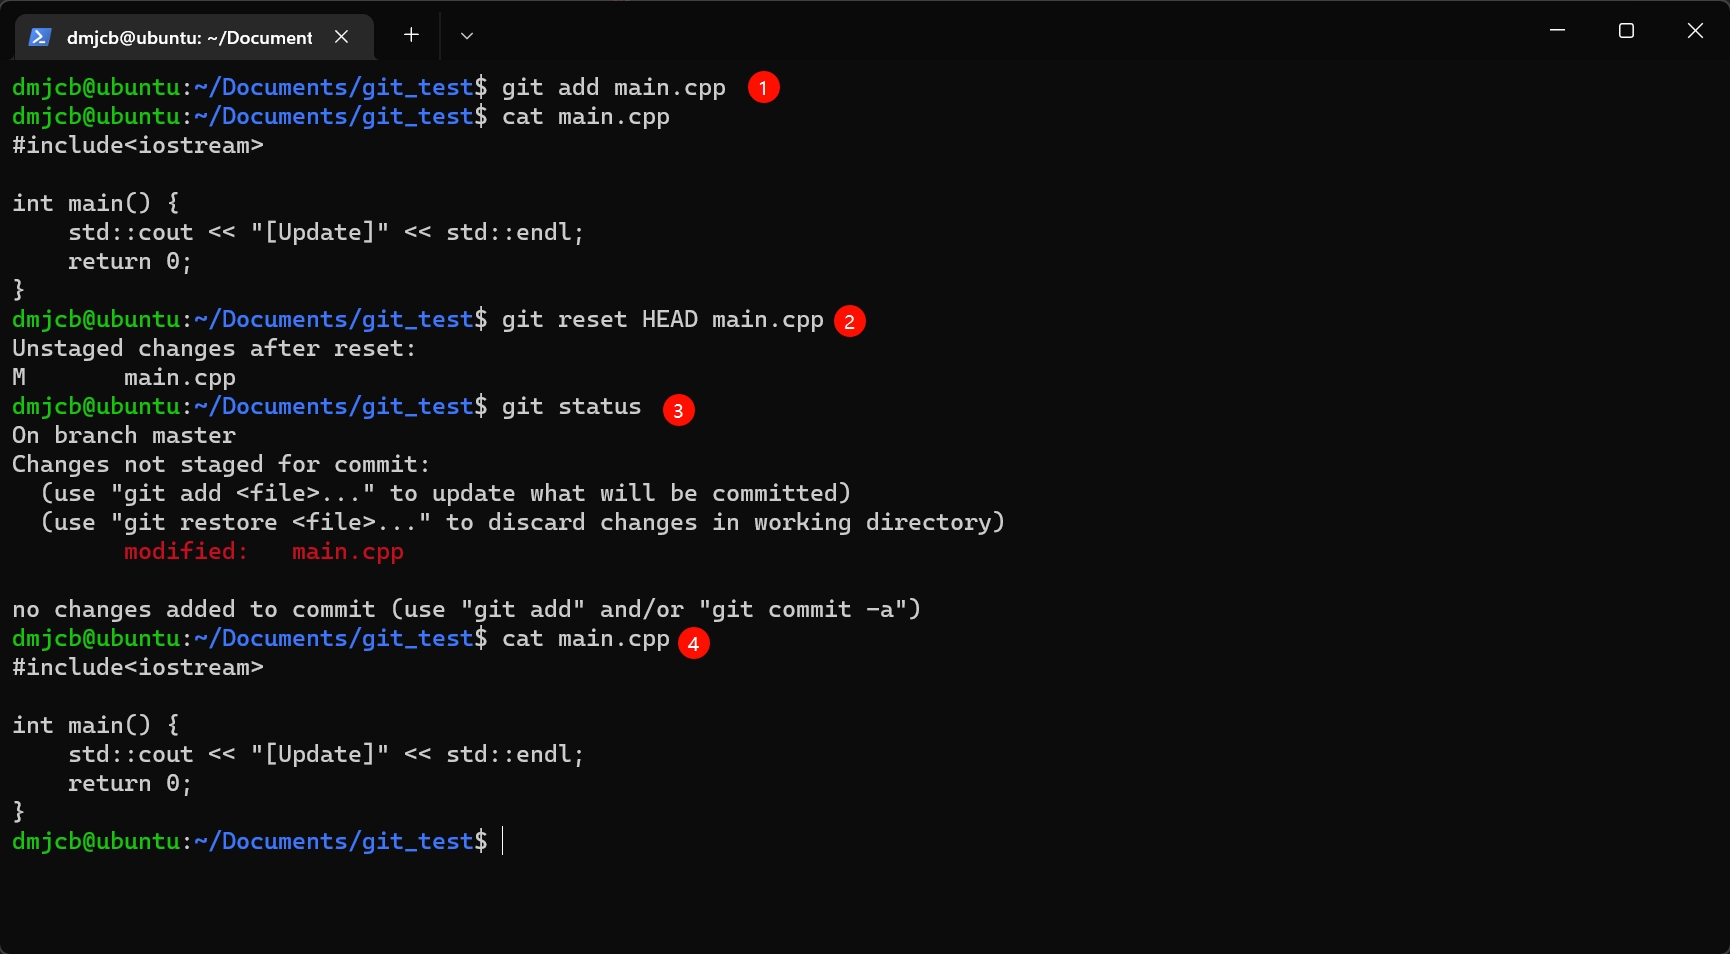 dmjcb@ubuntu: ~/Document
dmjcb@ubuntu:~/Documents/git_test$ git add main.cpp 1
dmjcb@ubuntu:~/Documents/git_test$ cat main.cpp
#include<iostream>

int main() {
    std::cout << "[Update]" << std::endl;
    return 0;
}
dmjcb@ubuntu:~/Documents/git_test$ git reset HEAD main.cpp 2
Unstaged changes after reset:
M       main.cpp
dmjcb@ubuntu:~/Documents/git_test$ git status 3
On branch master
Changes not staged for commit:
  (use "git add <file>..." to update what will be committed)
  (use "git restore <file>..." to discard changes in working directory)
        modified:   main.cpp

no changes added to commit (use "git add" and/or "git commit -a")
dmjcb@ubuntu:~/Documents/git_test$ cat main.cpp 4
#include<iostream>

int main() {
    std::cout << "[Update]" << std::endl;
    return 0;
}
dmjcb@ubuntu:~/Documents/git_test$